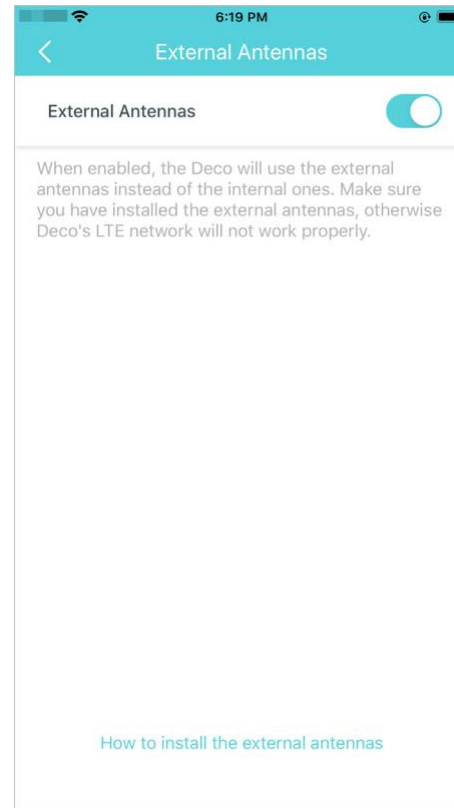 6:19 PM
External Antennas
External Antennas
When enabled, the Deco will use the external
antennas instead of the internal ones. Make sure
you have installed the external antennas, otherwise
Deco's LTE network will not work properly.
How to install the external antennas